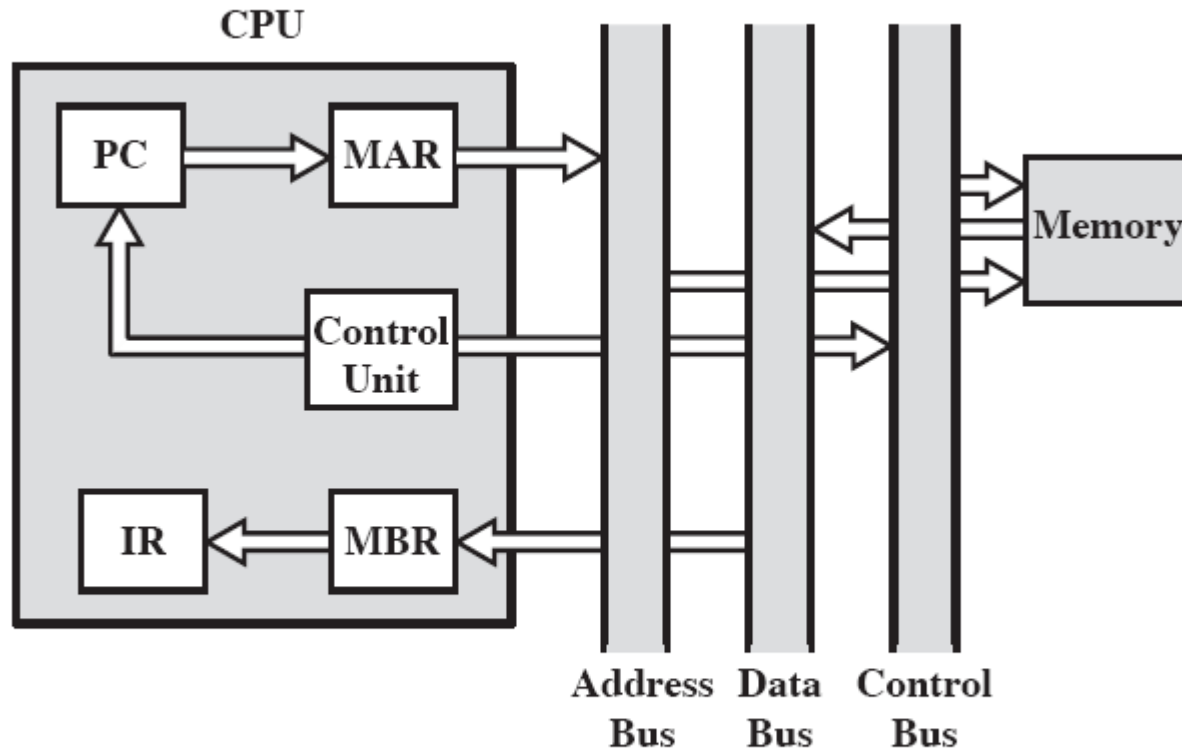 CPU
PC
MAR
Memory
Control
Unit
IR
MBR
Address
Bus
Data
Bus
Control
Bus